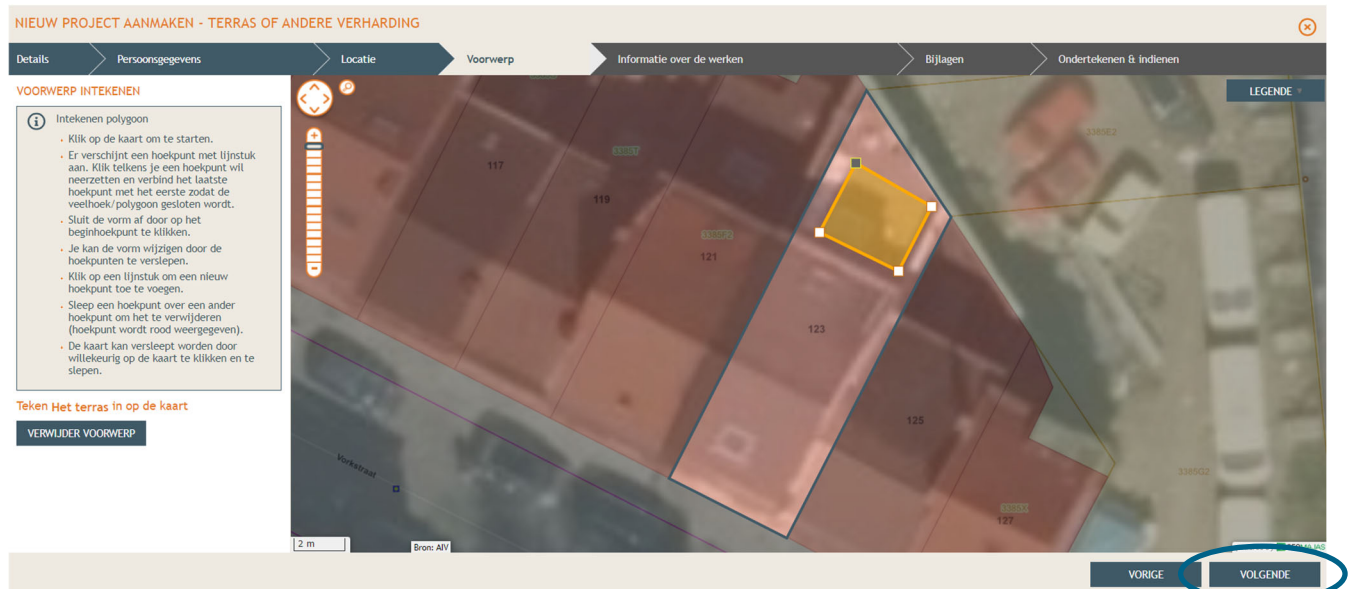 NIEUW PROJECT AANMAKEN - TERRAS OF ANDERE VERHARDING
Details
Persoonsgegevens
Locatie
Voorwerp
Informatie over de werken
Bijlagen
Ondertekenen & indienen
VOORWERP INTEKENEN
Intekenen polygoon
Klik op de kaart om te starten.
Er verschijnt een hoekpunt met lijnstuk
aan. Klik telkens je een hoekpunt wil
neerzetten en verbind het laatste
hoekpunt met het eerste zodat de
veelhoek/polygoon gesloten wordt.
Sluit de vorm af door op het
beginhoekpunt te klikken.
Je kan de vorm wijzigen door de
hoekpunten te verslepen.
Klik op een lijnstuk om een nieuw
hoekpunt toe te voegen.
Sleep een hoekpunt over een ander
hoekpunt om het te verwijderen
(hoekpunt wordt rood weergegeven).
De kaart kan versleept worden door
willekeurig op de kaart te klikken en te
slepen.
Teken Het terras in op de kaart
VERWIJDER VOORWERP
LEGENDE
3385E2
3385T
117
119
3385F2
121
123
125
3385G2
3385X
127
Vorkstraat
2 m
Bron: AIV
VORIGE
VOLGENDE